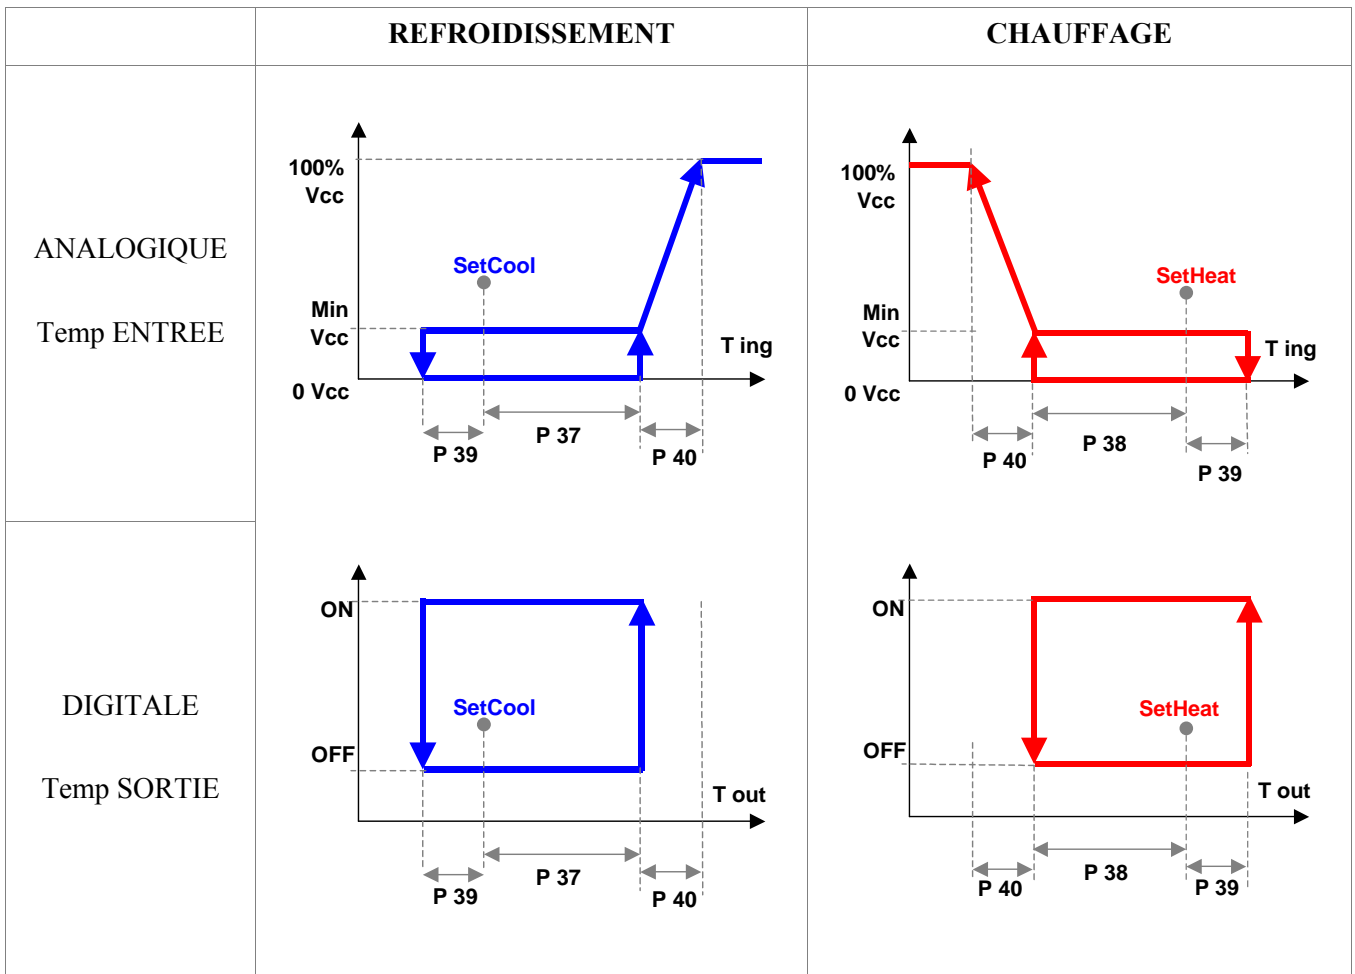 REFROIDISSEMENT
CHAUFFAGE
ANALOGIQUE
Temp ENTREE
100%
Vcc
SetCool
Min
Vcc
T ing
0 Vcc
P 39
P 37
P 40
100%
Vcc
SetHeat
Min
Vcc
T ing
0 Vcc
P 40
P 38
P 39
DIGITALE
Temp SORTIE
ON
SetCool
OFF
T out
P 39
P 37
P 40
ON
SetHeat
OFF
T out
P 40
P 38
P 39